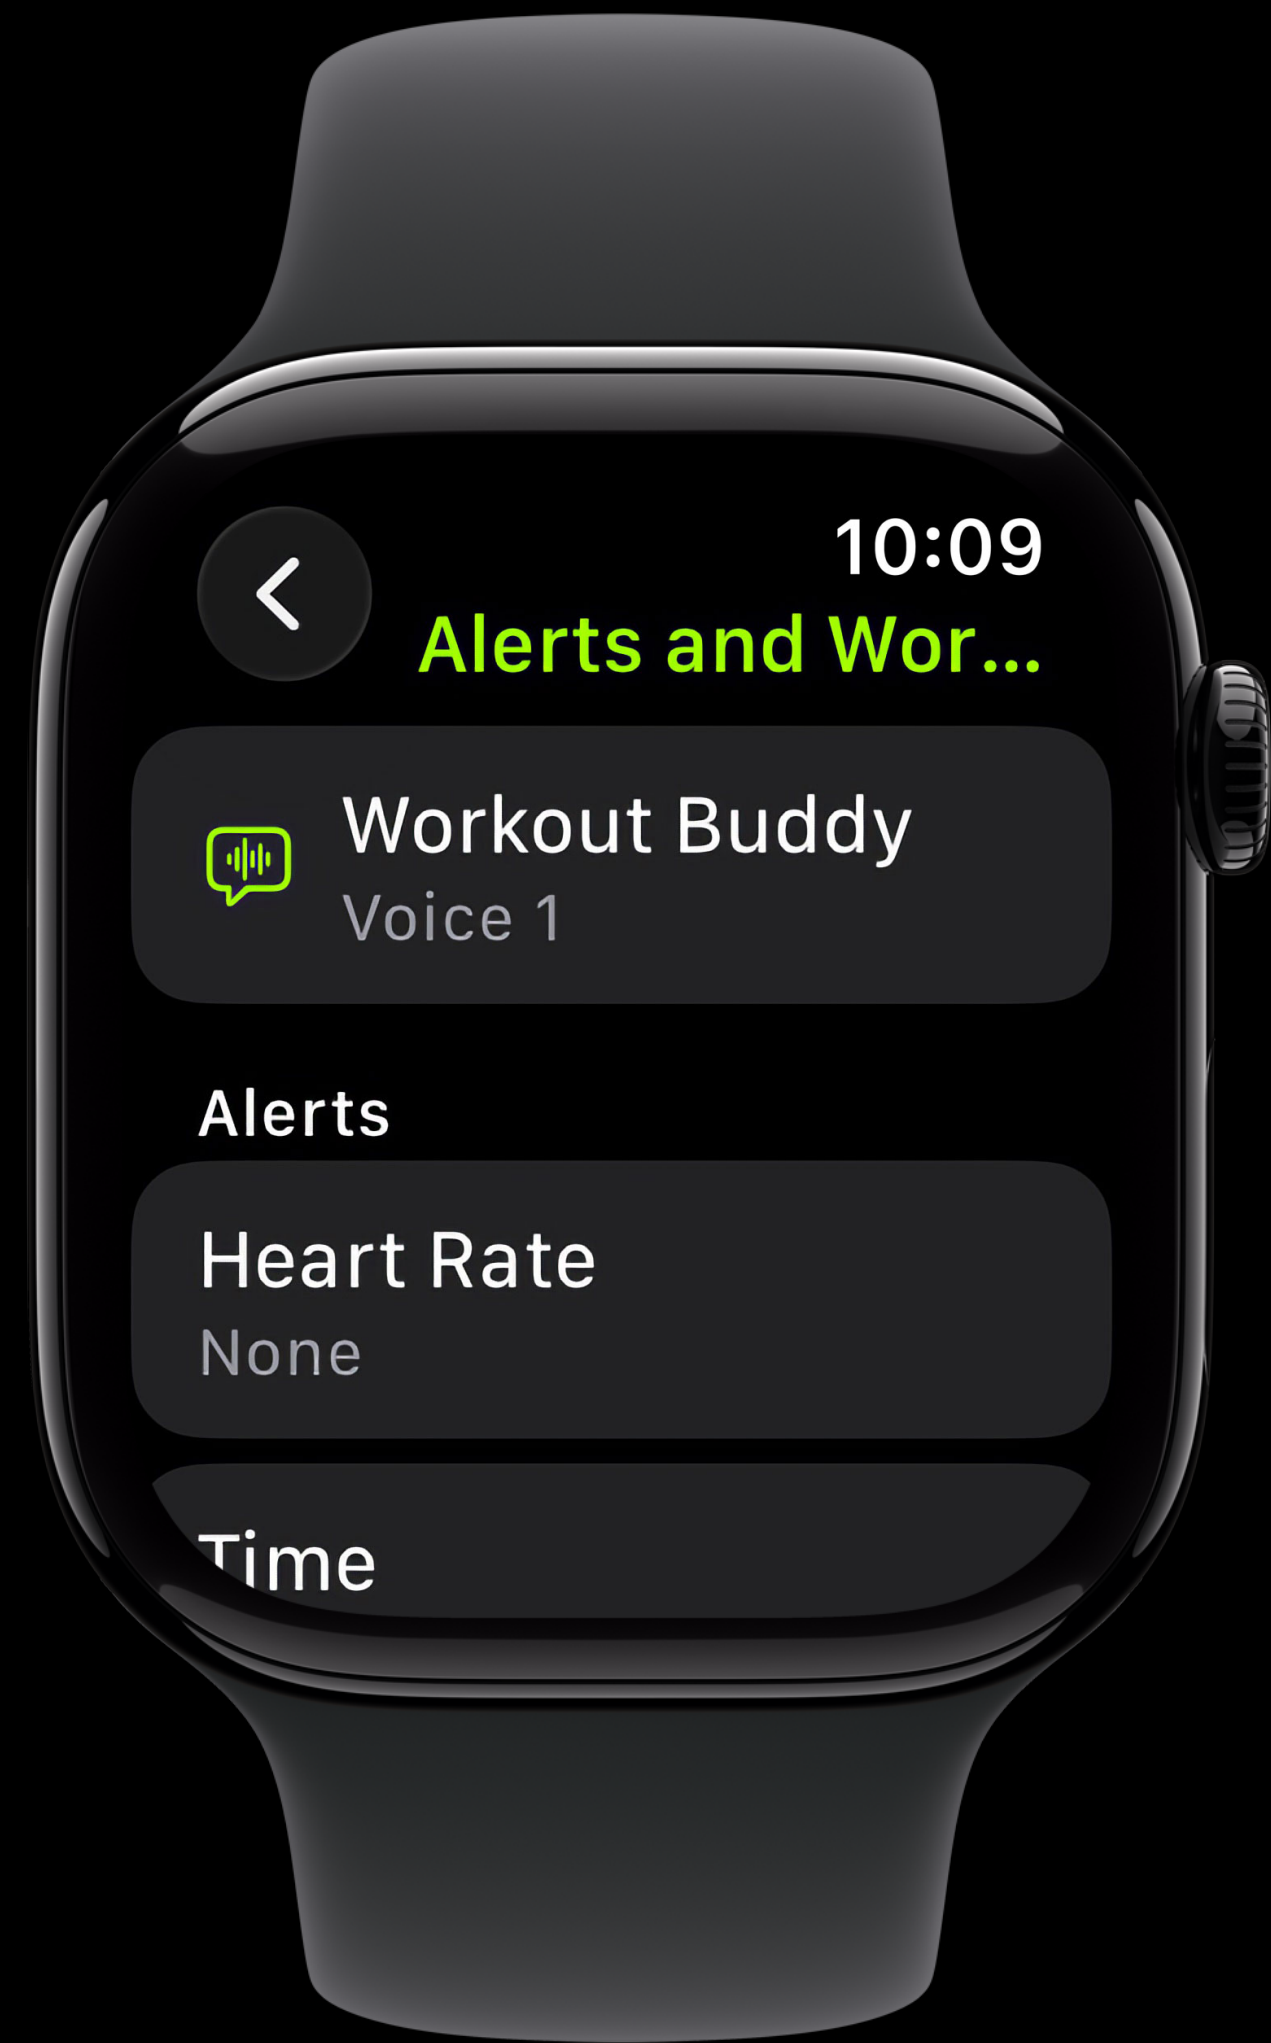 10:09
Alerts and Wor...
Workout Buddy
Voice 1
Alerts
Heart Rate
None
Time